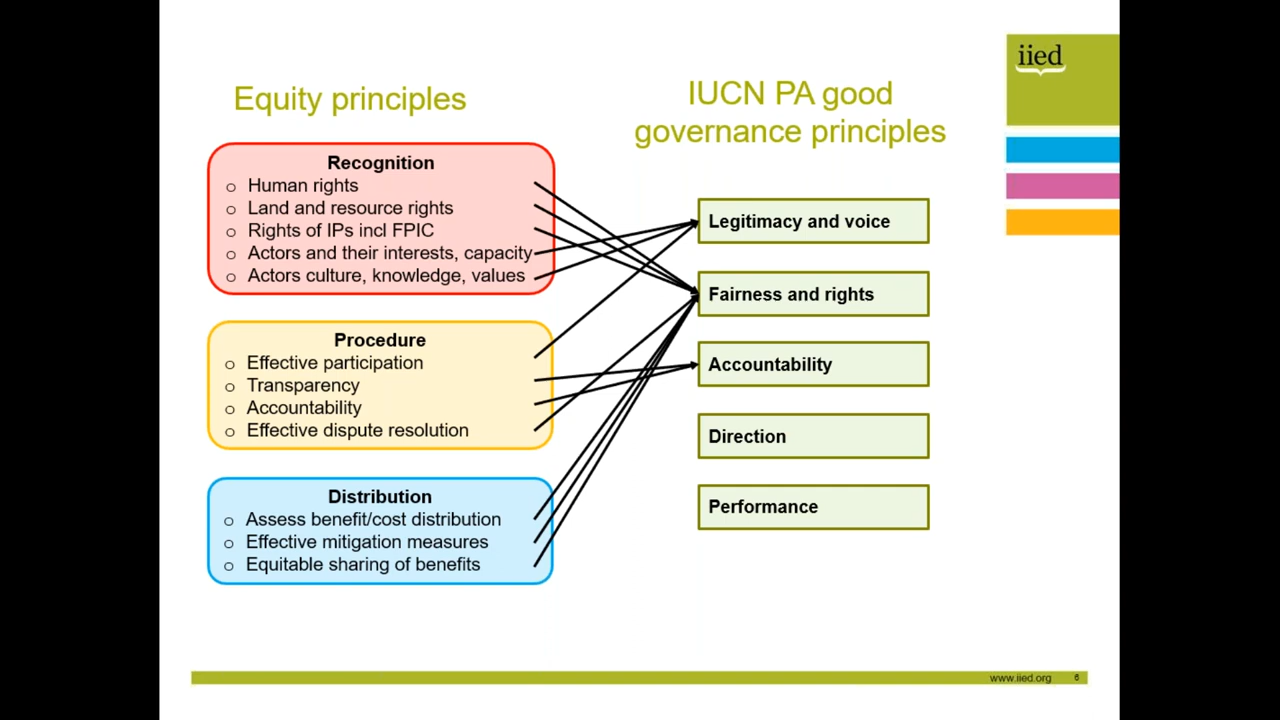 iied
Equity principles
IUCN PA good
governance principles
Recognition
o Human rights
o Land and resource rights
o Rights of IPs incl FPIC
o Actors and their interests, capacity
o Actors culture, knowledge, values
Procedure
o Effective participation
o Transparency
o Accountability
o Effective dispute resolution
Distribution
o Assess benefit/cost distribution
o Effective mitigation measures
o Equitable sharing of benefits
Legitimacy and voice
Fairness and rights
Accountability
Direction
Performance
www.iied.org 6